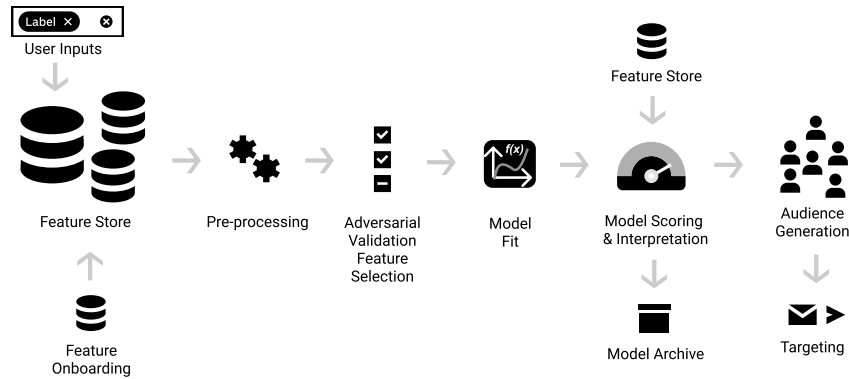 Label ×
User Inputs
Feature Store
Feature
Onboarding
Pre-processing
Adversarial
Validation
Feature
Selection
f(x)
Model
Fit
Feature Store
Model Scoring
& Interpretation
Model Archive
Audience
Generation
Targeting